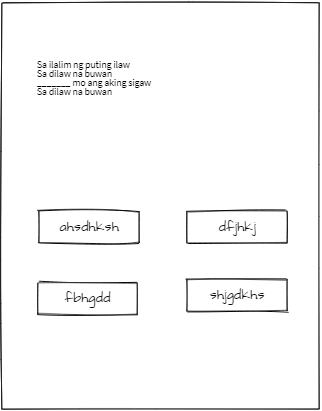 Sa ilalim ng puting ilaw
Sa dilaw na buwan
_______ mo ang aking sigaw
Sa dilaw na buwan
ahsdhksh
dfjhkj
fbhgdd
shjgdkhs